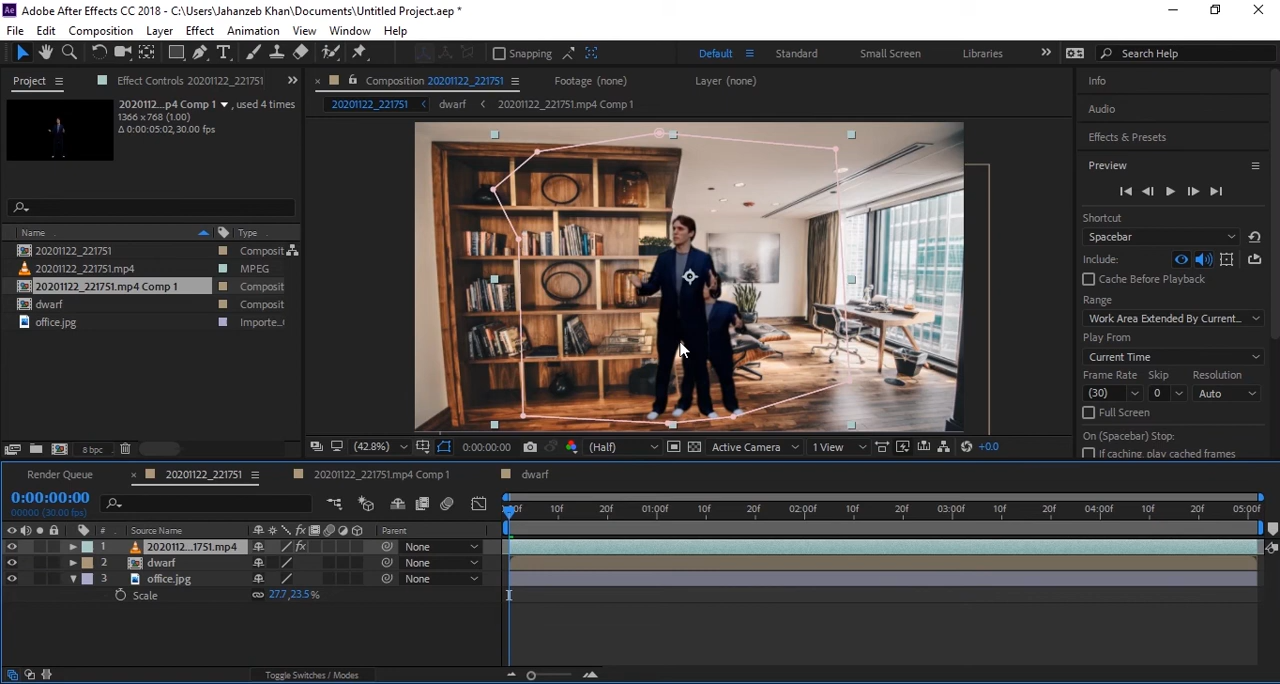 Adobe After Effects CC 2018 - C:\Users\Jahanzeb Khan\Documents\Untitled Project.aep *
File Edit Composition Layer Effect Animation View Window Help
Snapping Default Standard Small Screen Libraries Search Help
Project Effect Controls 20201122_221751 Composition 20201122_221751 Footage (none) Layer (none) Info
202012...p4 Comp 1 , used 4 times
1366 x 768 (1.00)
Δ 0:00:05:02, 30.00 fps
20201122_221751 dwarf 20201122_221751.mp4 Comp 1
Audio
Effects & Presets
Preview
Shortcut
Spacebar
Include:
Cache Before Playback
Range
Work Area Extended By Current...
Play From
Current Time
Frame Rate Skip Resolution
(30) 0 Auto
Full Screen
On (Spacebar) Stop:
If caching, play cached frames
Name Type
20201122_221751 Composit
20201122_221751.mp4 MPEG
20201122_221751.mp4 Comp 1 Composit
dwarf Composit
office.jpg Importe...
8 bpc
(42.8%) 0:00:00:00 (Half) Active Camera 1 View +0.0
Render Queue 20201122_221751 20201122_221751.mp4 Comp 1 dwarf
0:00:00:00
00000 (30.00 fps)
:00f 10f 20f 01:00f 10f 20f 02:00f 10f 20f 03:00f 10f 20f 04:00f 10f 20f 05:00f
# Source Name Parent
1 2020112...1751.mp4 None
2 dwarf None
3 office.jpg None
Scale 27.7,23.5%
Toggle Switches / Modes